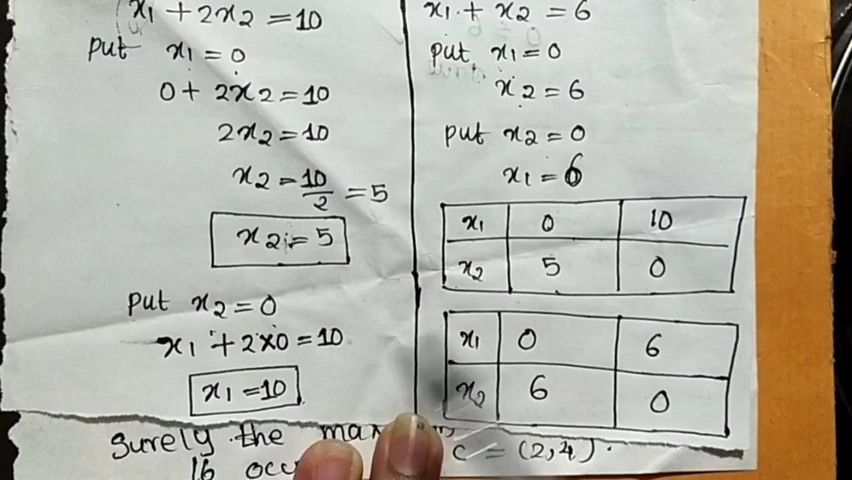 x1 + 2x2 = 10
put x1 = 0
0 + 2x2 = 10
2x2 = 10
x2 = 10/2 = 5
x2 = 5
put x2 = 0
x1 + 2×0 = 10
x1 = 10
x1 + x2 = 6
put x1 = 0
x2 = 6
put x2 = 0
x1 = 6
x1 0 10
x2 5 0
x1 0 6
x2 6 0
Surely the
16 C = (2,4).